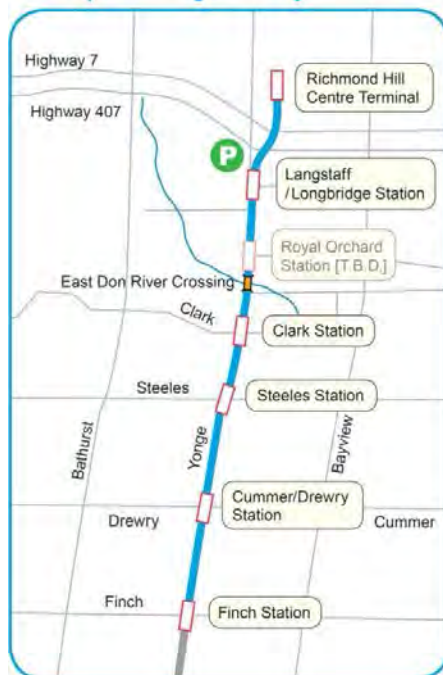 Highway 7
Richmond Hill
Centre Terminal
Highway 407
P
Langstaff
/Longbridge Station
Royal Orchard
Station [T.B.D.]
East Don River Crossing
Clark
Clark Station
Steeles
Steeles Station
Bathurst
Yonge
Bayview
Cummer/Drewry
Station
Drewry
Cummer
Finch
Finch Station